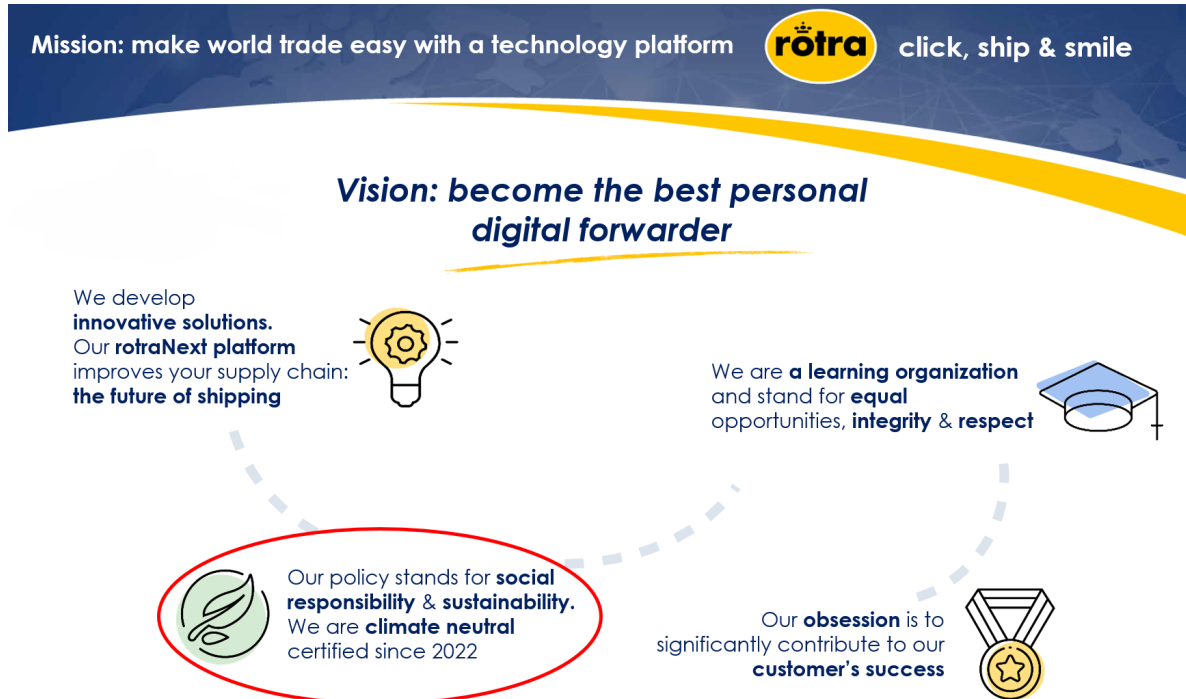 Mission: make world trade easy with a technology platform
rötra
click, ship & smile
Vision: become the best personal
digital forwarder
We develop
innovative solutions.
Our rotraNext platform
improves your supply chain:
the future of shipping
We are a learning organization
and stand for equal
opportunities, integrity & respect
Our policy stands for social
responsibility & sustainability.
We are climate neutral
certified since 2022
Our obsession is to
significantly contribute to our
customer's success